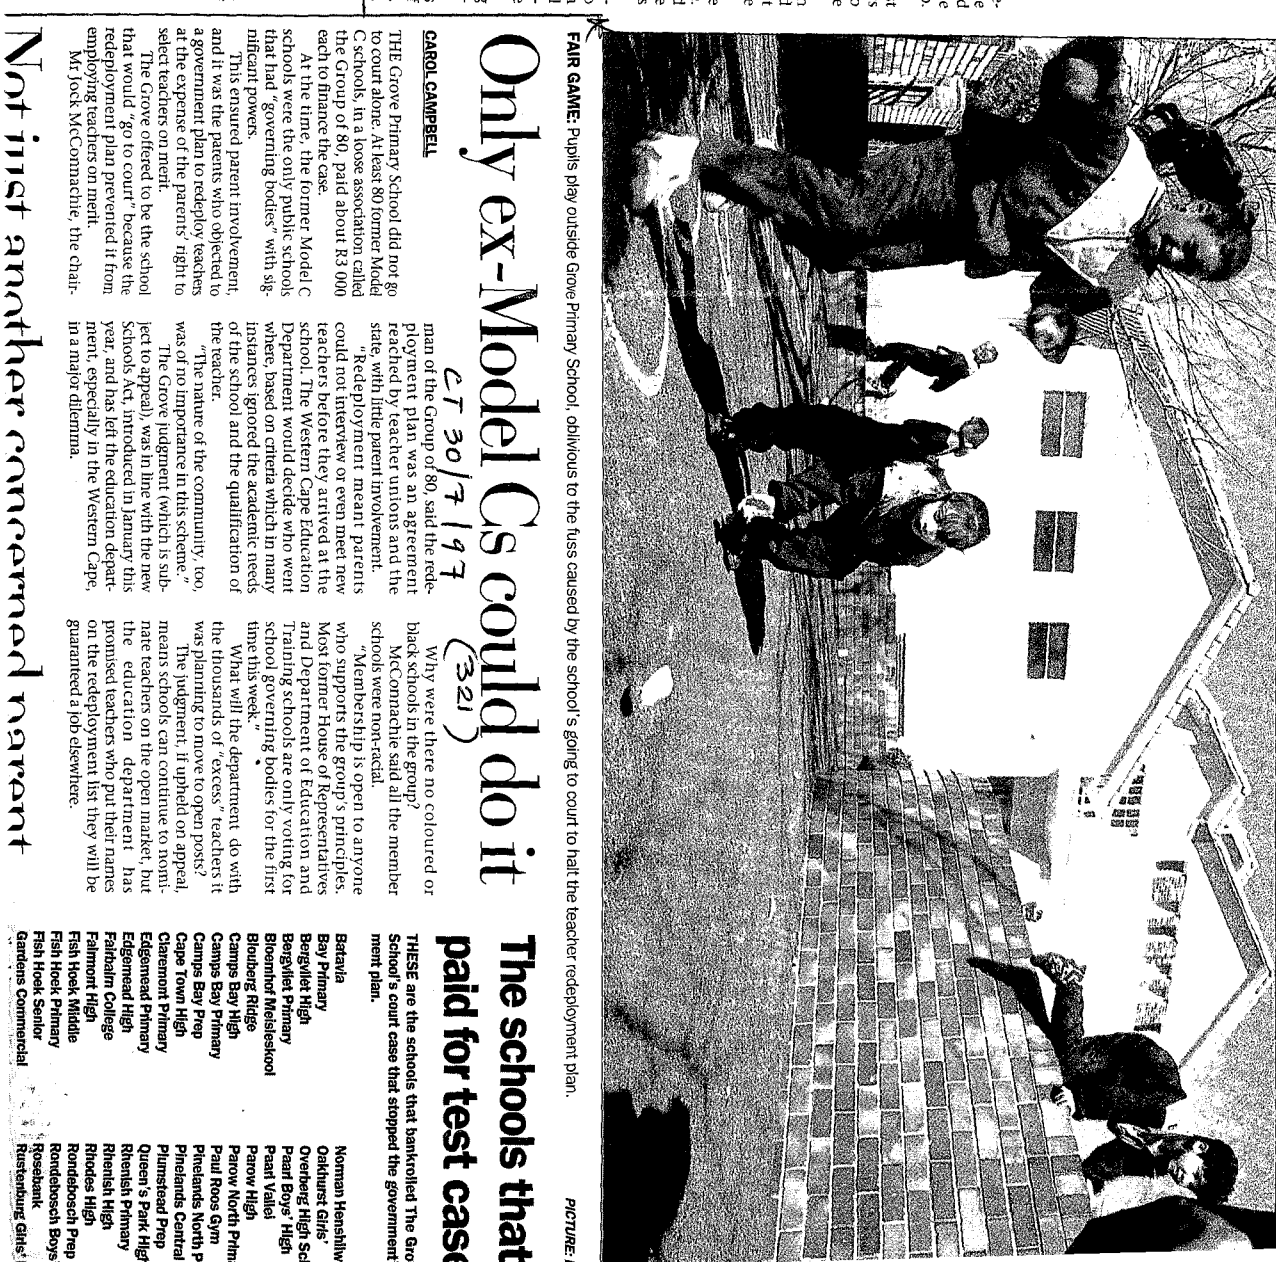 FAIR GAME: Pupils play outside Grove Primary School, oblivious to the fuss caused by the school's going to court to halt the teacher redeployment plan.
PICTURE:
Only ex-Model Cs could do it
CT 30/7/97
(321)
CAROL CAMPBELL
THE Grove Primary School did not go
to court alone. At least 80 former Model
C schools, in a loose association called
the Group of 80, paid about R3 000
each to finance the case.
At the time, the former Model C
schools were the only public schools
that had "governing bodies" with sig-
nificant powers.
This ensured parent involvement,
and it was the parents who objected to
a government plan to redeploy teachers
at the expense of the parents' right to
select teachers on merit.
The Grove offered to be the school
that would "go to court" because the
redeployment plan prevented it from
employing teachers on merit.
Mr Jock McConnachie, the chair-
man of the Group of 80, said the rede-
ployment plan was an agreement
reached by teacher unions and the
state, with little parent involvement.
"Redeployment meant parents
could not interview or even meet new
teachers before they arrived at the
school. The Western Cape Education
Department would decide who went
where, based on criteria which in many
instances ignored the academic needs
of the school and the qualification of
the teacher.
"The nature of the community, too,
was of no importance in this scheme."
The Grove judgment (which is sub-
ject to appeal), was in line with the new
Schools Act, introduced in January this
year, and has left the education depart-
ment, especially in the Western Cape,
in a major dilemma.
Why were there no coloured or
black schools in the group?
McConnachie said all the member
schools were non-racial.
"Membership is open to anyone
who supports the group's principles.
Most former House of Representatives
and Department of Education and
Training schools are only voting for
school governing bodies for the first
time this week."
What will the department do with
the thousands of "excess" teachers it
was planning to move to open posts?
The judgment, if upheld on appeal,
means schools can continue to nomi-
nate teachers on the open market, but
the education department has
promised teachers who put their names
on the redeployment list they will be
guaranteed a job elsewhere.
The schools that
paid for test case
THESE are the schools that bankrolled The Gro
School's court case that stopped the government
ment plan.
Batavia
Bay Primary
Bergvliet High
Bergvliet Primary
Bloemhof Meisieskool
Blouberg Ridge
Camps Bay High
Camps Bay Primary
Camps Bay Prep
Cape Town High
Claremont Primary
Edgemead Primary
Edgemead High
Fairbairn College
Fairmont High
Fish Hoek Middle
Fish Hoek Primary
Fish Hoek Senior
Gardens Commercial
Norman Henshilw
Oakhurst Girls'
Overberg High Sc
Paarl Boys' High
Paarl Vallei
Parow High
Parow North Prim
Paul Roos Gym
Pinelands North P
Pinelands Central
Plumstead Prep
Queen's Park High
Rhenish Primary
Rhenish High
Rhodes High
Rondebosch Prep
Rondebosch Boys
Rosebank
Rustenburg Girls'
Not just another concerned parent